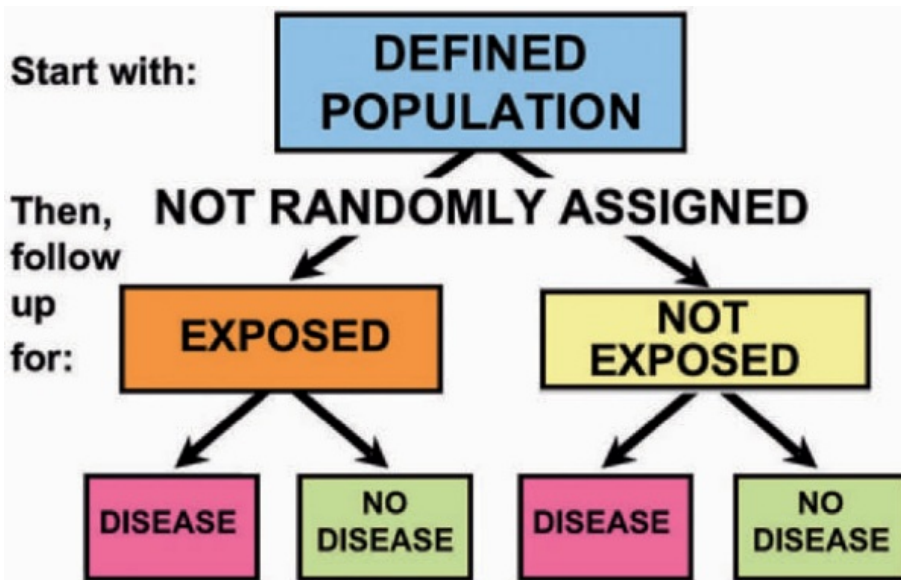 Start with:
DEFINED
POPULATION
Then,
follow
up
for:
NOT RANDOMLY ASSIGNED
EXPOSED
NOT
EXPOSED
DISEASE
NO
DISEASE
DISEASE
NO
DISEASE